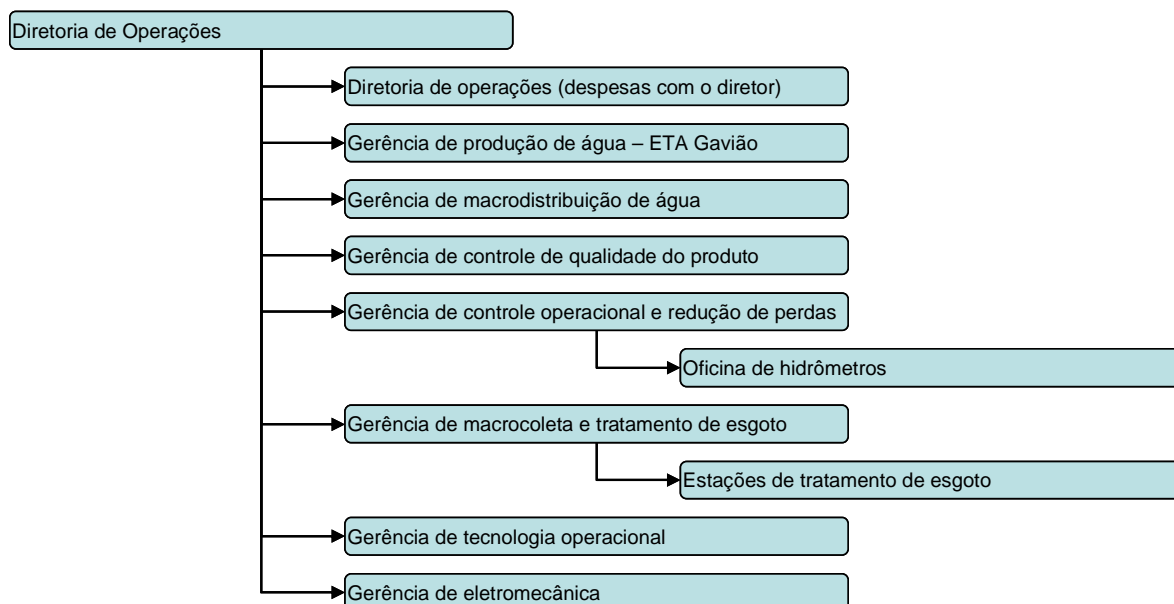 Diretoria de Operações
Diretoria de operações (despesas com o diretor)
Gerência de produção de água – ETA Gavião
Gerência de macrodistribuição de água
Gerência de controle de qualidade do produto
Gerência de controle operacional e redução de perdas
Oficina de hidrômetros
Gerência de macrocoleta e tratamento de esgoto
Estações de tratamento de esgoto
Gerência de tecnologia operacional
Gerência de eletromecânica